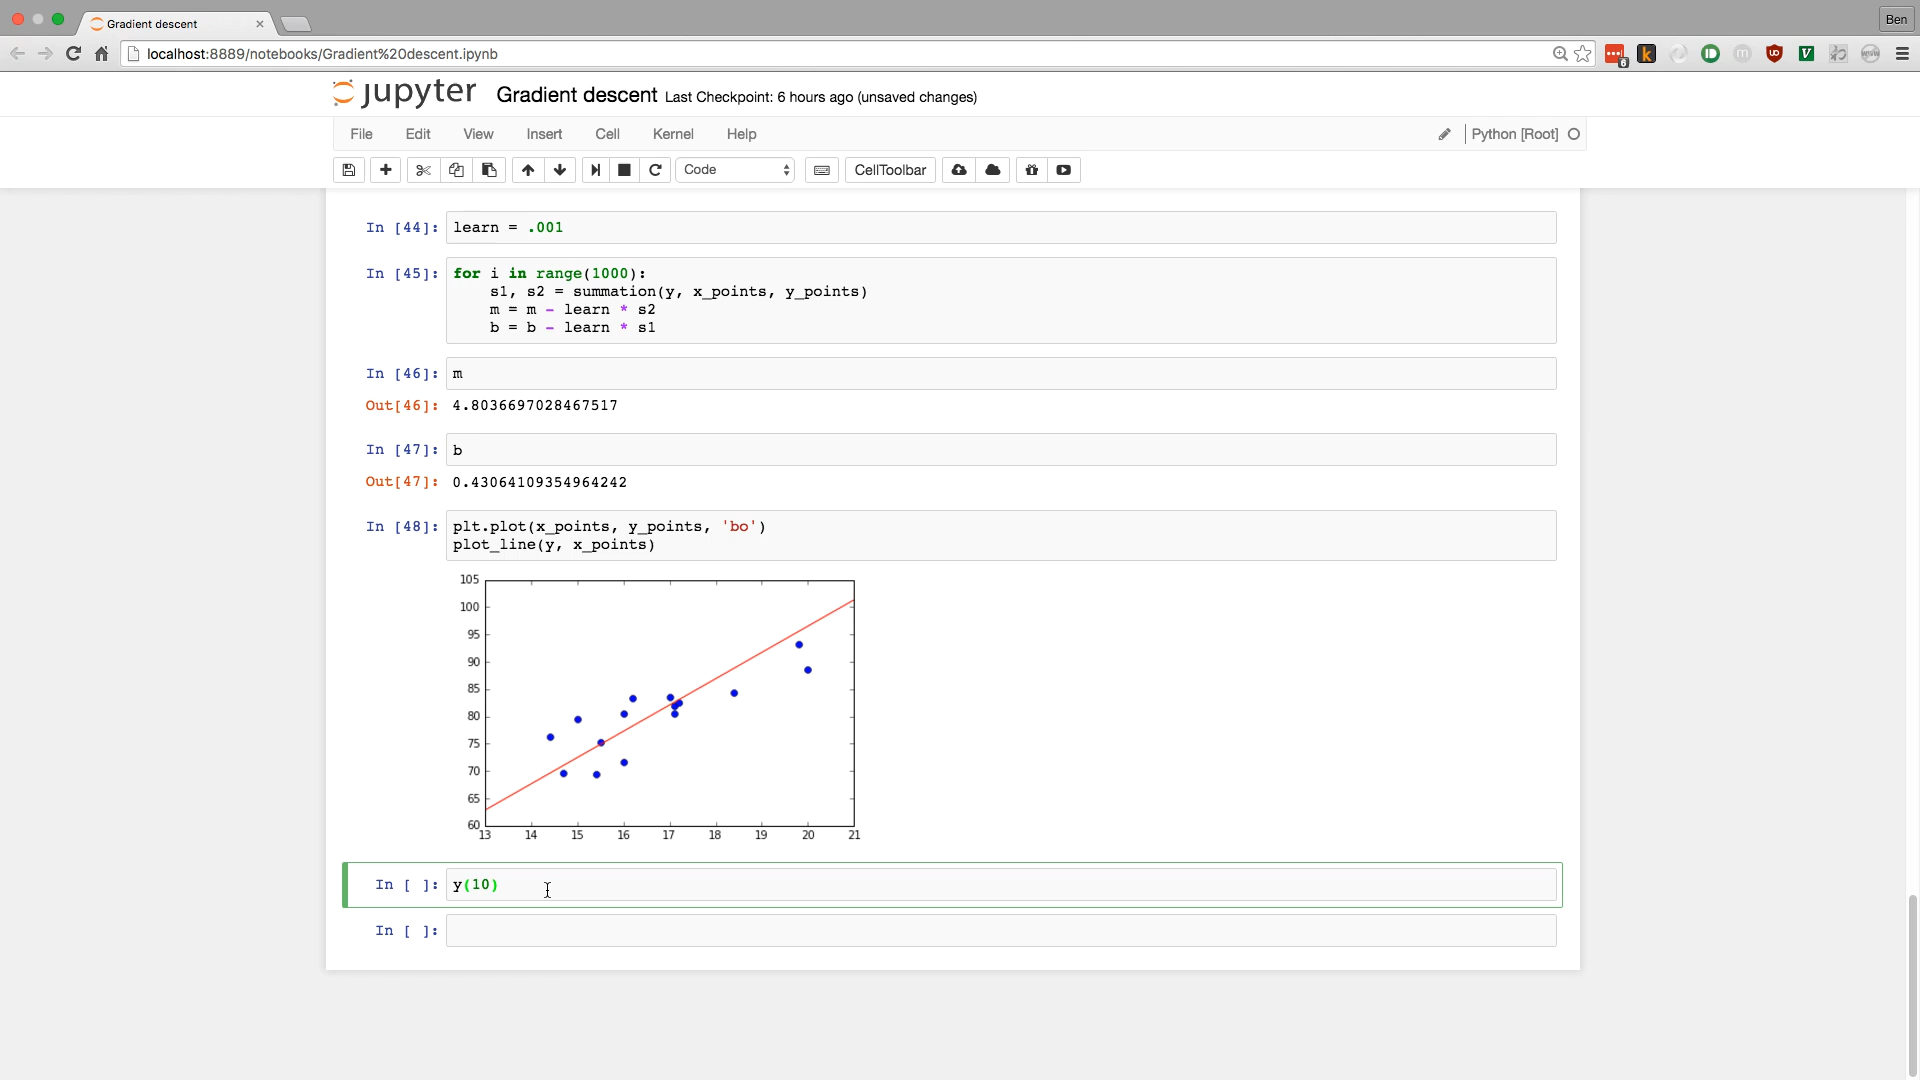 Gradient descent
Ben
localhost:8889/notebooks/Gradient%20descent.ipynb
jupyter Gradient descent Last Checkpoint: 6 hours ago (unsaved changes)
File Edit View Insert Cell Kernel Help Python [Root]
Code CellToolbar
In [44]: learn = .001
In [45]: for i in range(1000):
s1, s2 = summation(y, x_points, y_points)
m = m - learn * s2
b = b - learn * s1
In [46]: m
Out[46]: 4.8036697028467517
In [47]: b
Out[47]: 0.43064109354964242
In [48]: plt.plot(x_points, y_points, 'bo')
plot_line(y, x_points)
105
100
95
90
85
80
75
70
65
60
13 14 15 16 17 18 19 20 21
In [ ]: y(10)
In [ ]: